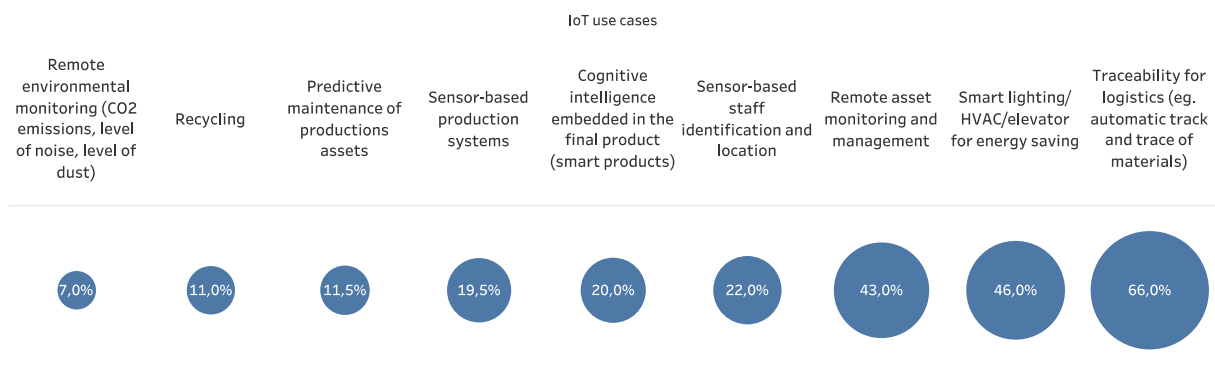 IoT use cases
Remote
environmental
monitoring (CO2
emissions, level
of noise, level of
dust)
Recycling
Predictive
maintenance of
productions
assets
Sensor-based
production
systems
Cognitive
intelligence
embedded in the
final product
(smart products)
Sensor-based
staff
identification and
location
Remote asset
monitoring and
management
Smart lighting/
HVAC/elevator
for energy saving
Traceability for
logistics (eg.
automatic track
and trace of
materials)
7,0%
11,0%
11,5%
19,5%
20,0%
22,0%
43,0%
46,0%
66,0%